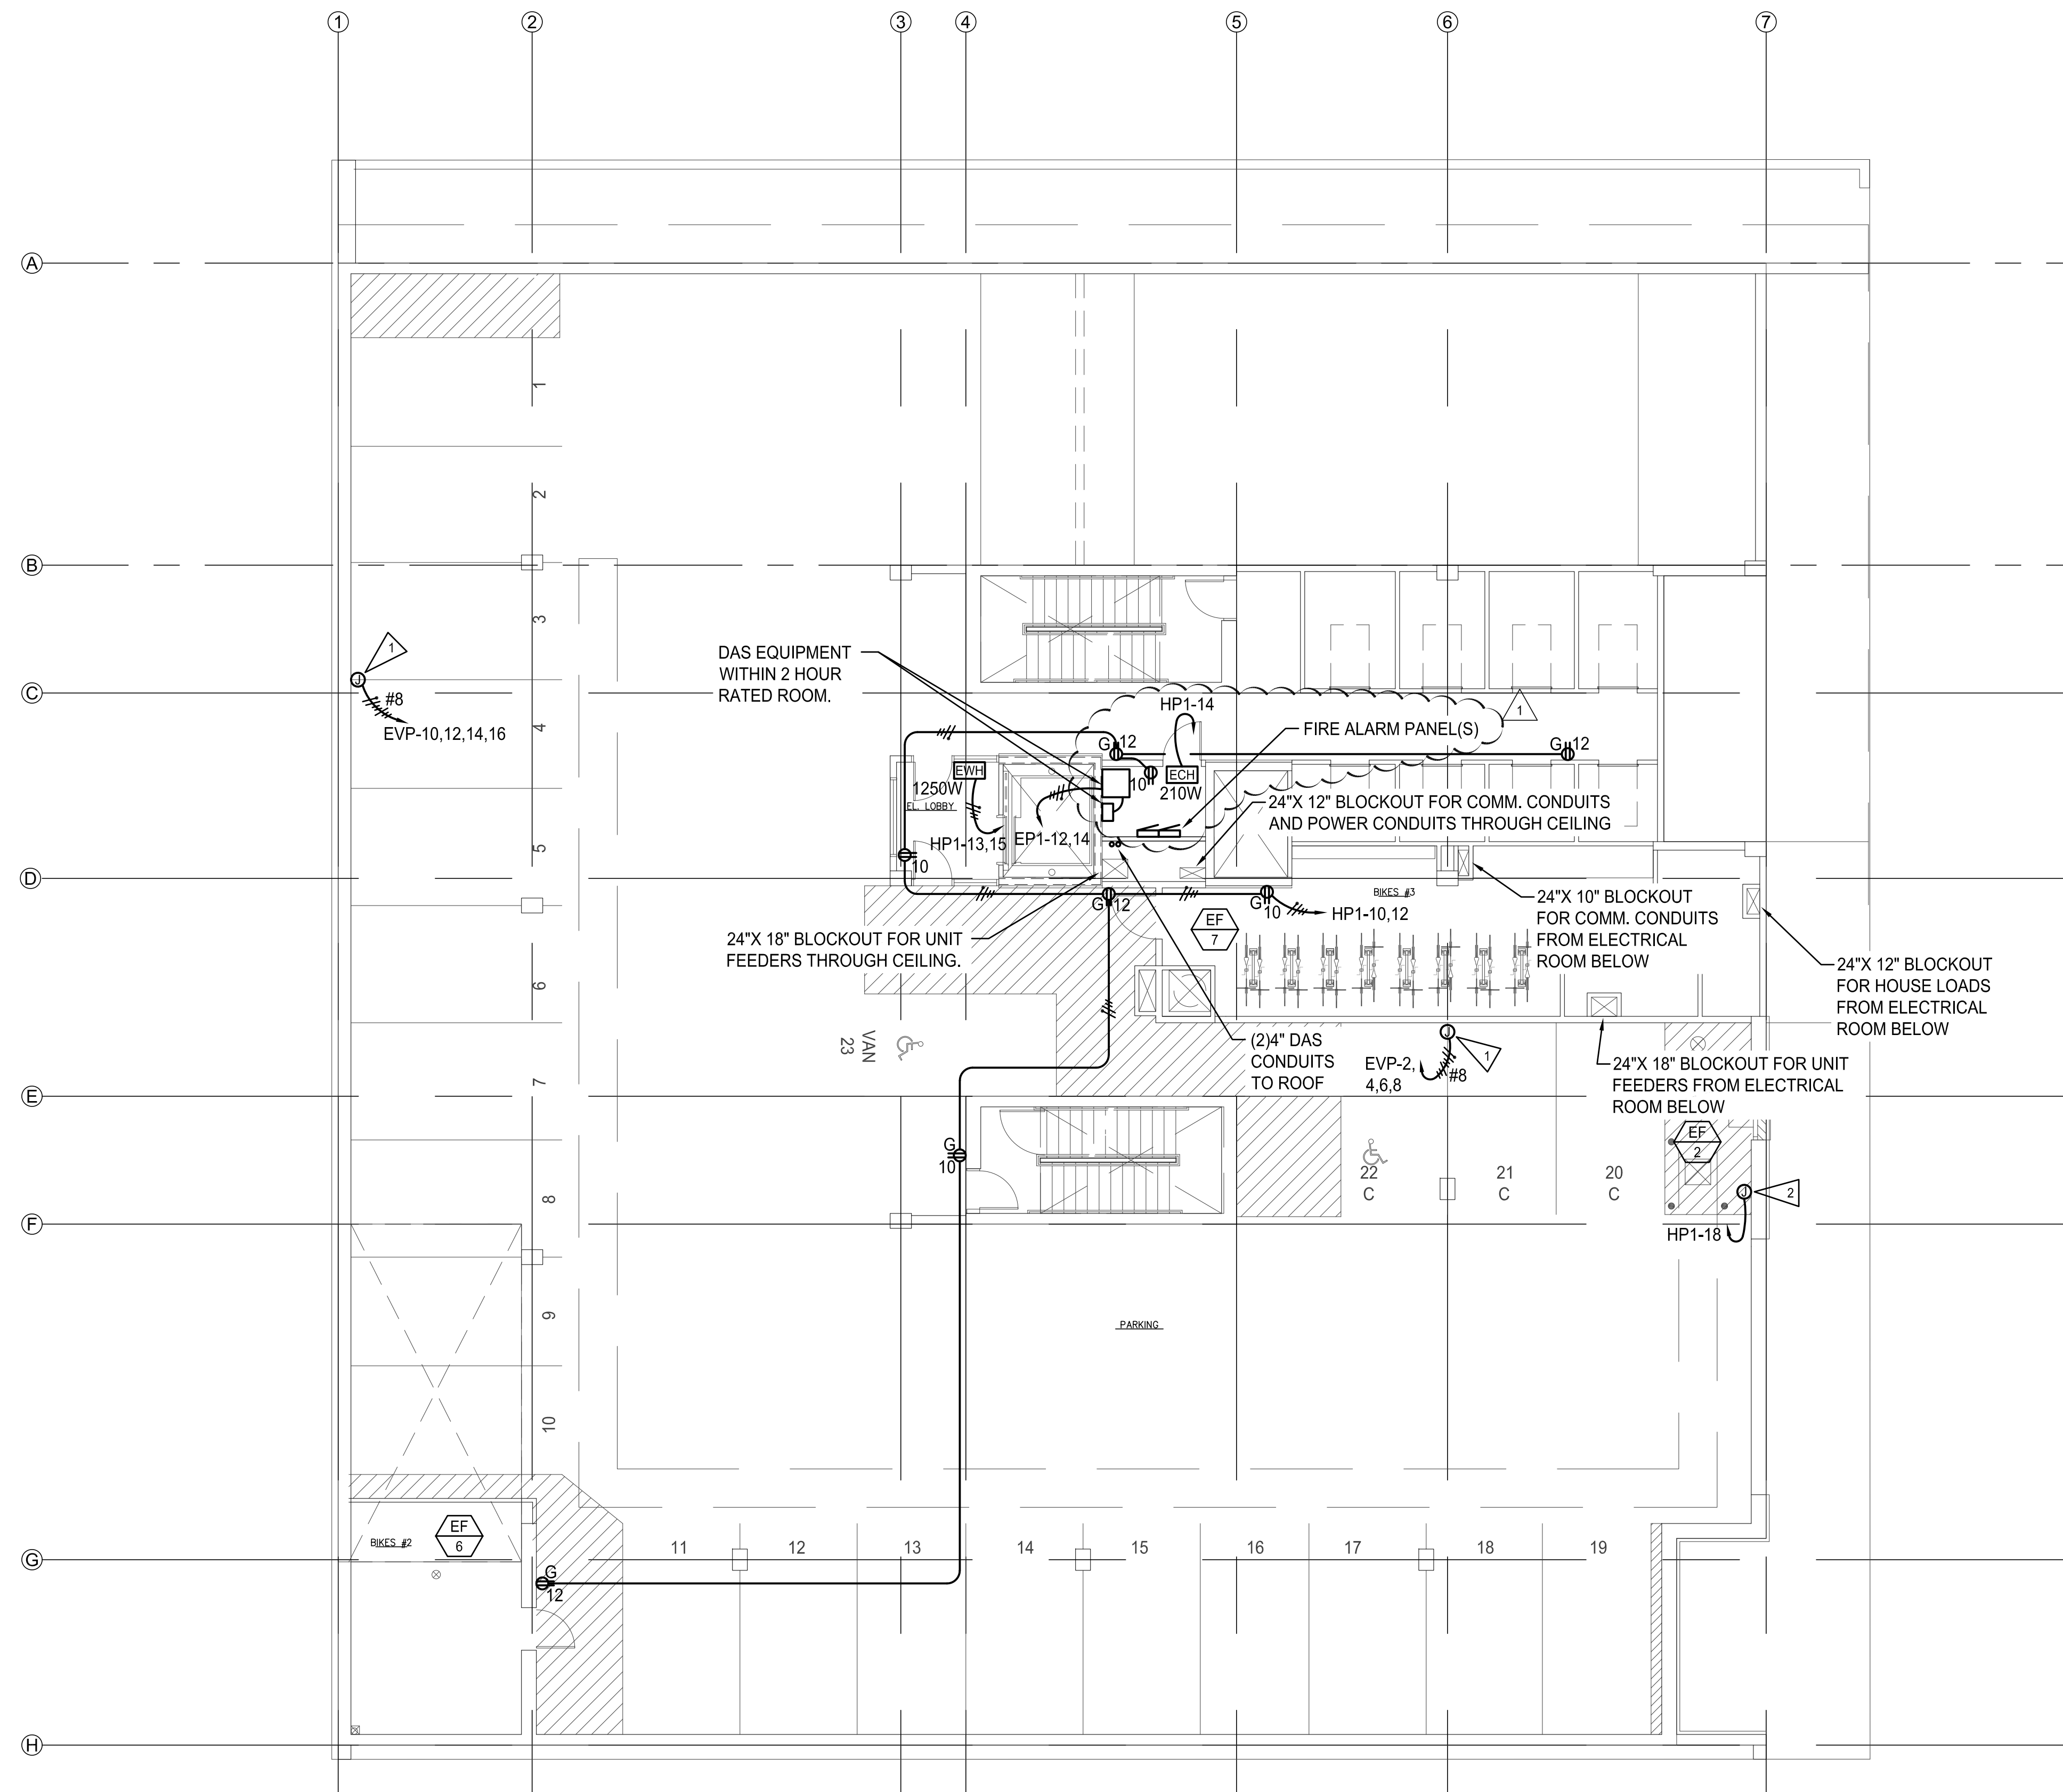 1
2
3
4
5
6
7
A
B
C
D
E
F
G
H
1
2
3
4
5
6
7
8
9
10
1
#8
EVP-10,12,14,16
DAS EQUIPMENT
WITHIN 2 HOUR
RATED ROOM.
HP1-14
1
FIRE ALARM PANEL(S)
G 12
G 12
10
EWH
1250W
EL. LOBBY
ECH
210W
24"X 12" BLOCKOUT FOR COMM. CONDUITS
AND POWER CONDUITS THROUGH CEILING
HP1-13,15
EP1-12,14
10
24"X 18" BLOCKOUT FOR UNIT
FEEDERS THROUGH CEILING.
G 12
G
10
HP1-10,12
BIKES #3
EF
7
24"X 10" BLOCKOUT
FOR COMM. CONDUITS
FROM ELECTRICAL
ROOM BELOW
24"X 12" BLOCKOUT
FOR HOUSE LOADS
FROM ELECTRICAL
ROOM BELOW
VAN
23
(2)4" DAS
CONDUITS
TO ROOF
J
EVP-2,
4,6,8
#8
1
24"X 18" BLOCKOUT FOR UNIT
FEEDERS FROM ELECTRICAL
ROOM BELOW
J
G
10
22
C
21
C
20
C
EF
2
J
2
HP1-18
PARKING
BIKES #2
EF
6
G
12
11
12
13
14
15
16
17
18
19